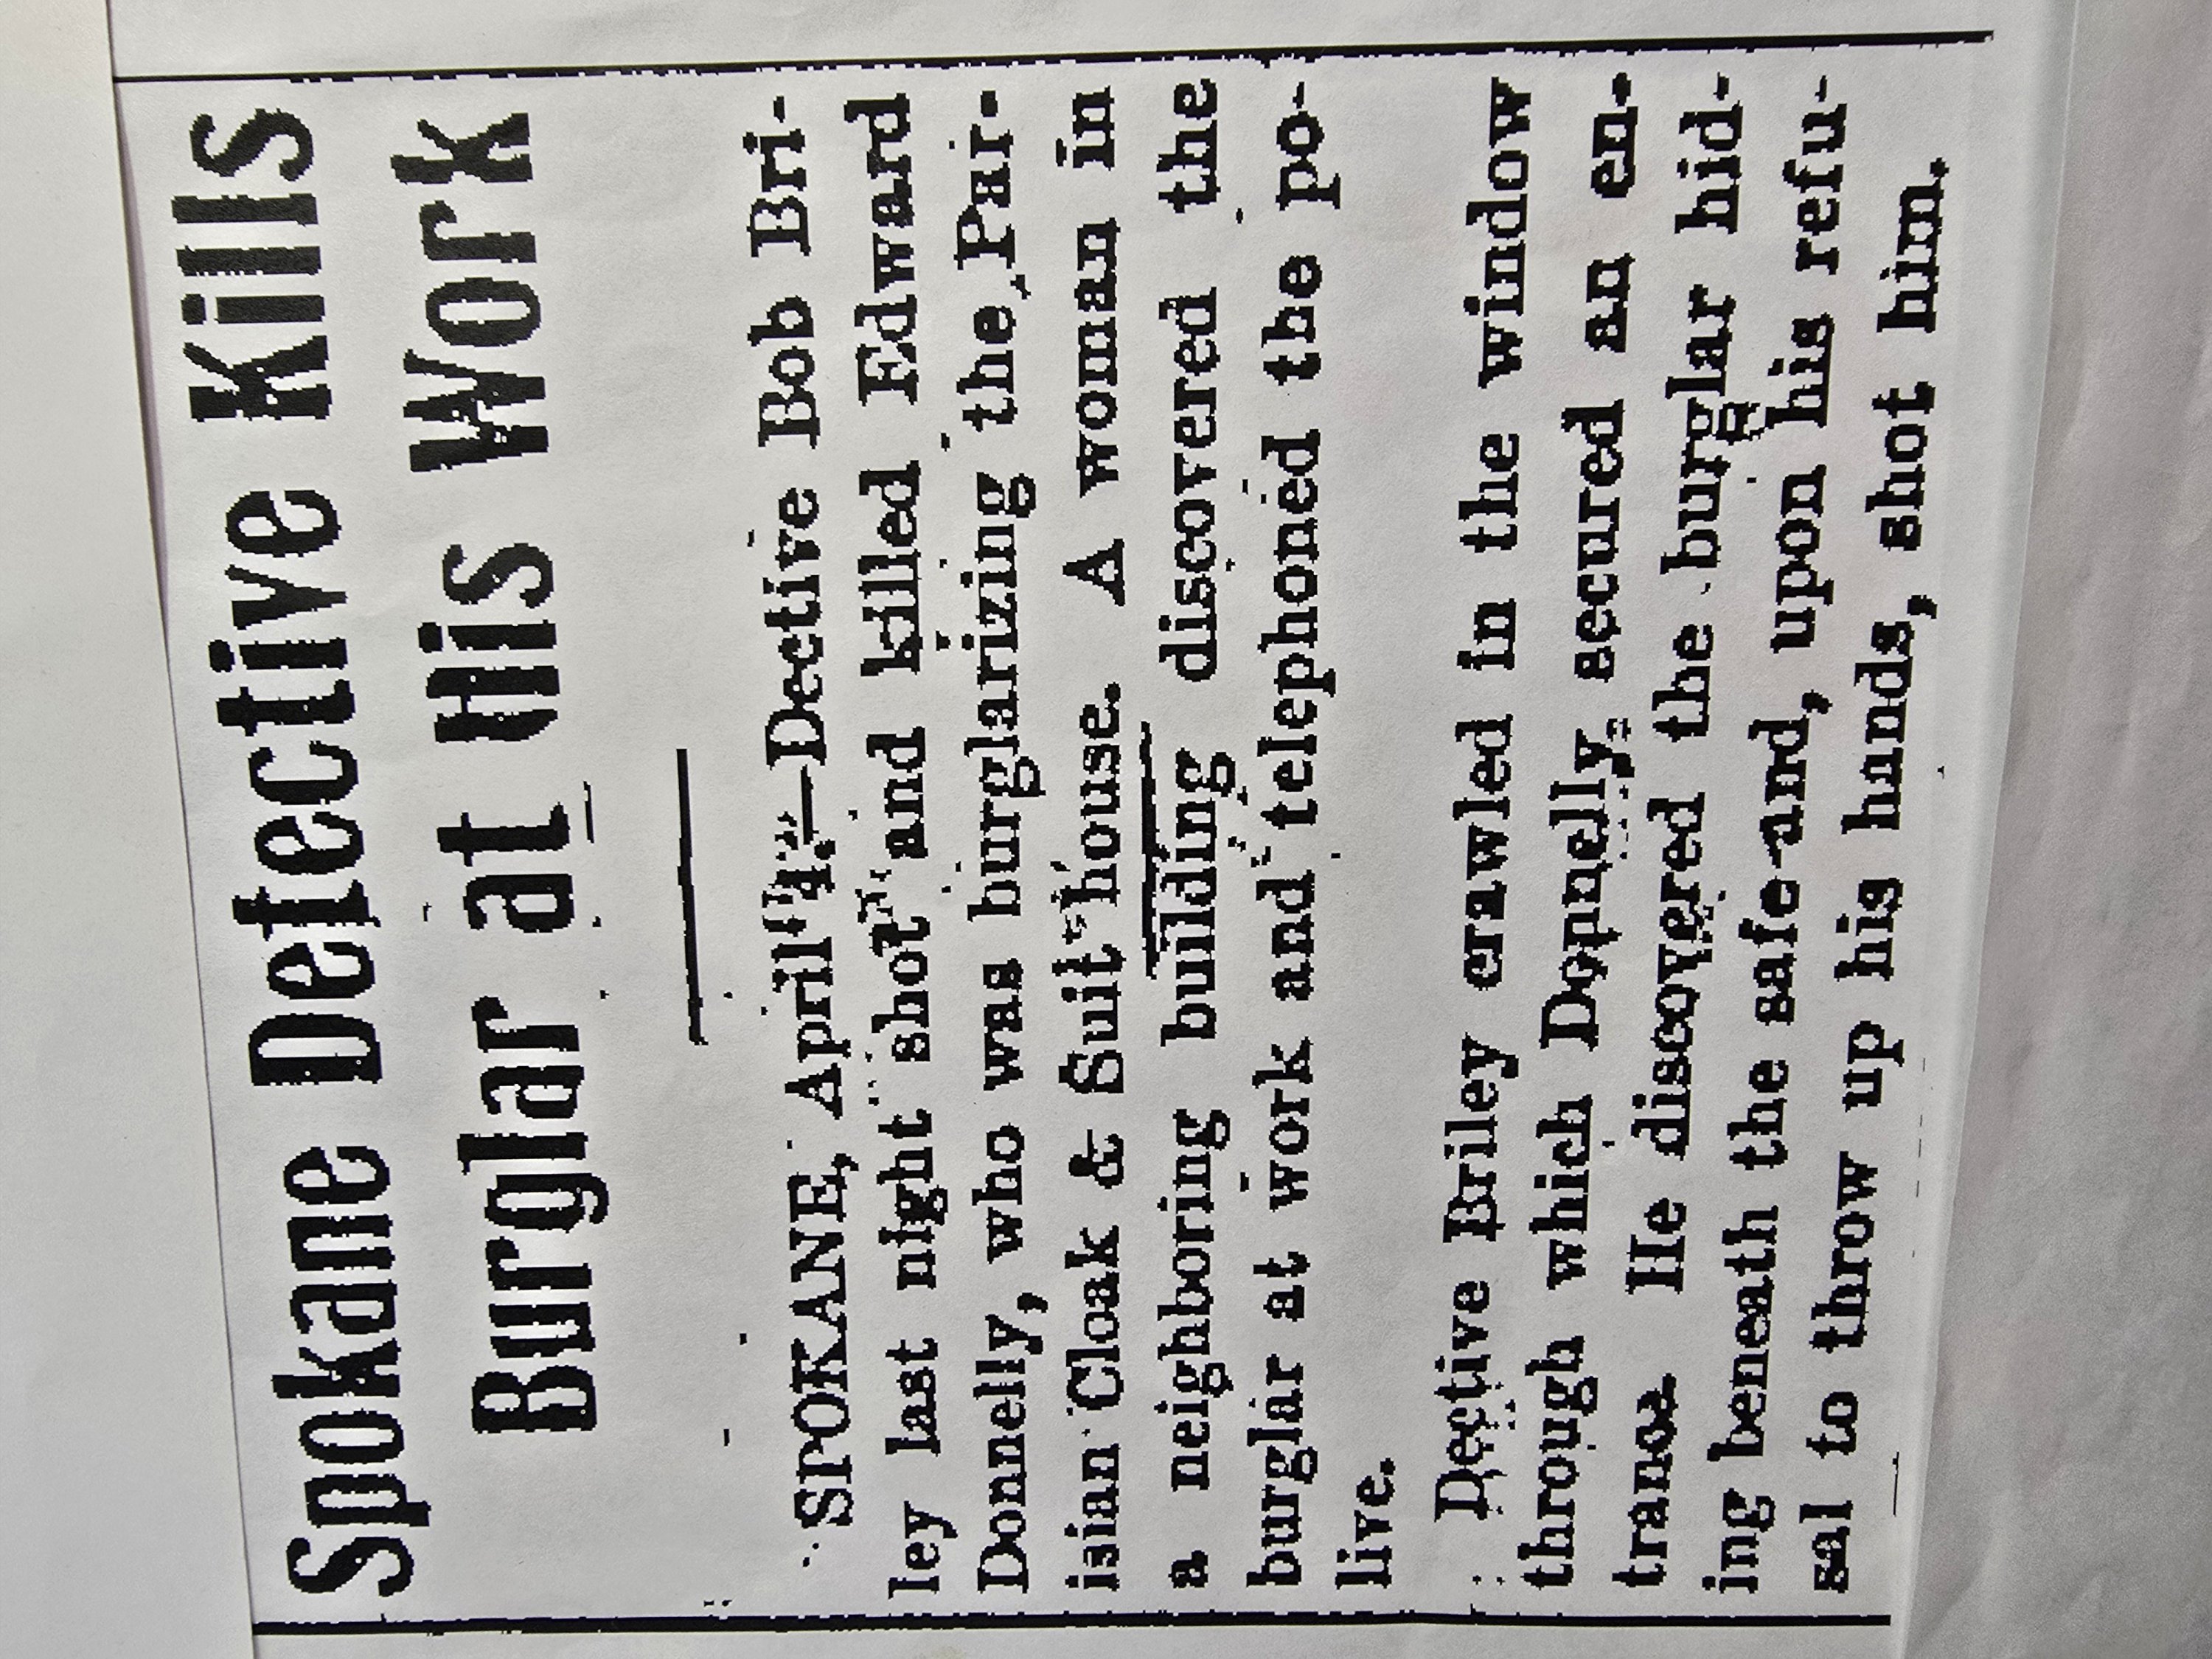 Spokane Detective Kills
Burglar at His Work
SPOKANE, April 4.—Dective Bob Bri-
ley last night shot and killed Edward
Donnelly, who was burglarizing the Par-
isian Cloak & Suit house. A woman in
a neighboring building discovered the
burglar at work and telephoned the po-
live.
Dective Briley crawled in the window
through which Donnelly secured an en-
trance. He discovered the burglar hid-
ing beneath the safe and, upon his refu-
sal to throw up his hands, shot him.